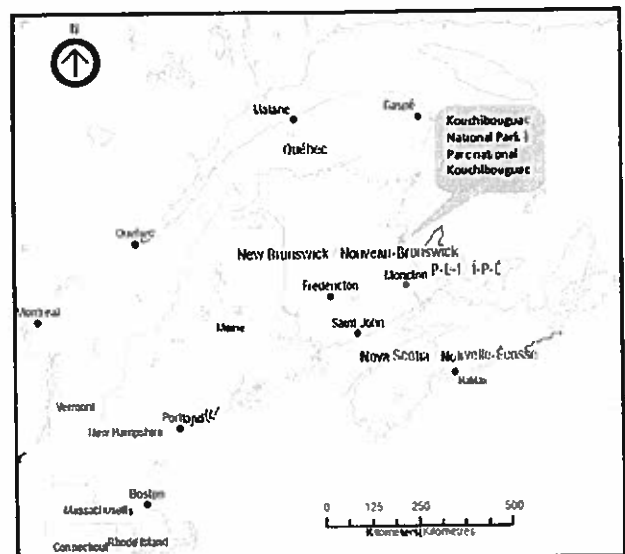 N
Matane
Gaspé
Kouchibouguac
National Park /
Parc national
Kouchibouguac
Québec
Québec
New Brunswick / Nouveau-Brunswick
P-E-I / Î-P-É
Moncton
Fredericton
Montreal
Maine
Saint John
Nova Scotia / Nouvelle-Écosse
Halifax
Vermont
Portland
New Hampshire
Boston
Massachusetts
Connecticut
Rhode Island
0 125 250 500
Kilometers/Kilomètres